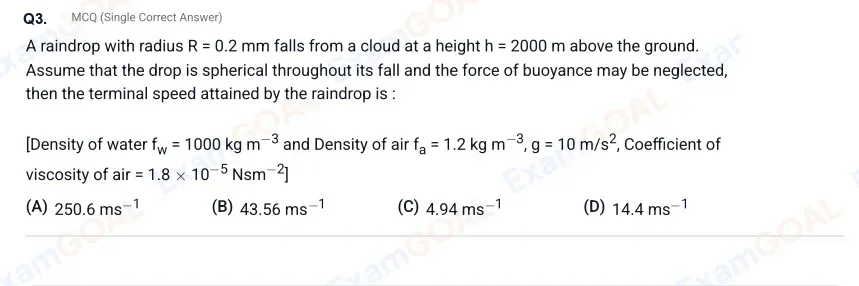 Q3. MCQ (Single Correct Answer)
A raindrop with radius R = 0.2 mm falls from a cloud at a height h = 2000 m above the ground.
Assume that the drop is spherical throughout its fall and the force of buoyance may be neglected,
then the terminal speed attained by the raindrop is :
[Density of water f_w = 1000 kg m⁻³ and Density of air f_a = 1.2 kg m⁻³, g = 10 m/s², Coefficient of
viscosity of air = 1.8 × 10⁻⁵ Nsm⁻²]
(A) 250.6 ms⁻¹ (B) 43.56 ms⁻¹ (C) 4.94 ms⁻¹ (D) 14.4 ms⁻¹